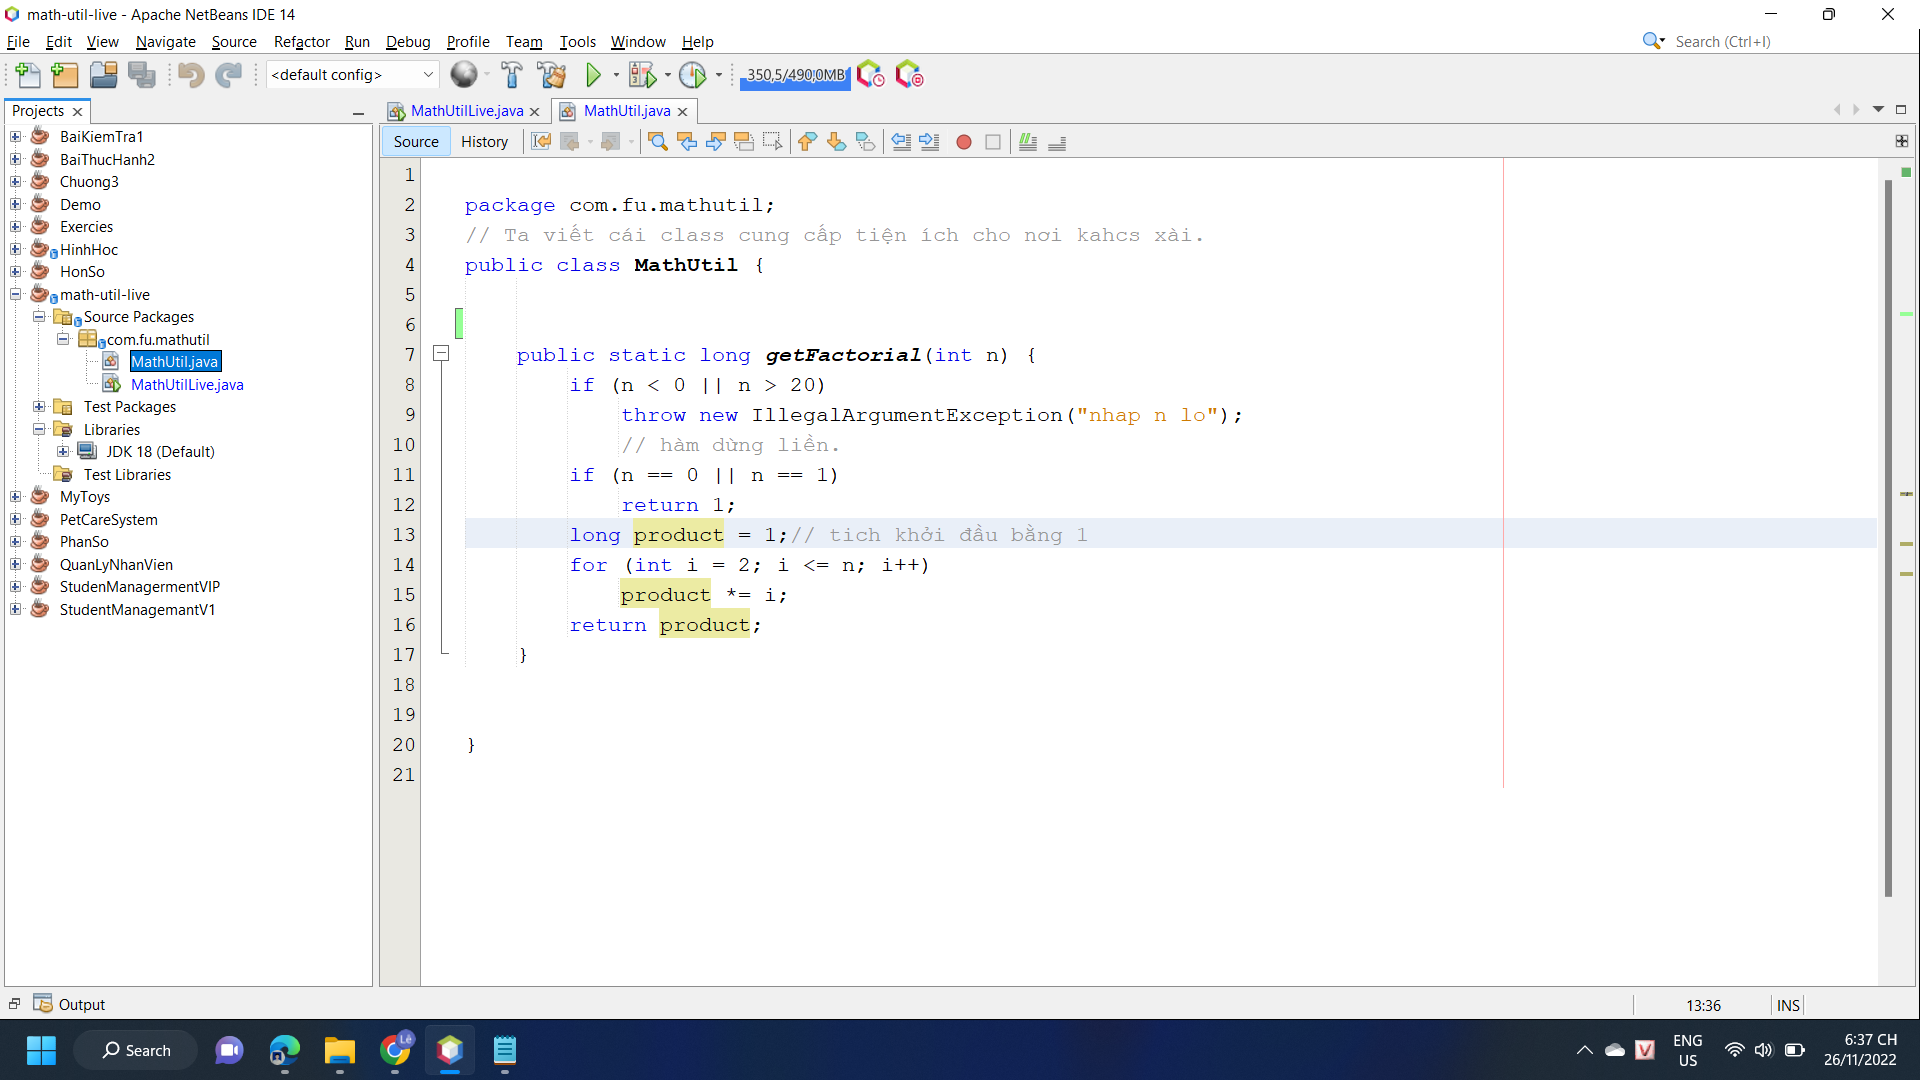 math-util-live - Apache NetBeans IDE 14
File Edit View Navigate Source Refactor Run Debug Profile Team Tools Window Help
Search (Ctrl+I)
<default config>
350,5/490,0MB
Projects
MathUtilLive.java
MathUtil.java
Source History
BaiKiemTra1
BaiThucHanh2
Chuong3
Demo
Exercies
HinhHoc
HonSo
math-util-live
Source Packages
com.fu.mathutil
MathUtil.java
MathUtilLive.java
Test Packages
Libraries
JDK 18 (Default)
Test Libraries
MyToys
PetCareSystem
PhanSo
QuanLyNhanVien
StudenManagermentVIP
StudentManagemantV1
1
2 package com.fu.mathutil;
3 // Ta viết cái class cung cấp tiện ích cho nơi kahcs xài.
4 public class MathUtil {
5
6
7 public static long getFactorial(int n) {
8 if (n < 0 || n > 20)
9 throw new IllegalArgumentException("nhap n lo");
10 // hàm dừng liền.
11 if (n == 0 || n == 1)
12 return 1;
13 long product = 1;// tich khởi đầu bằng 1
14 for (int i = 2; i <= n; i++)
15 product *= i;
16 return product;
17 }
18
19
20 }
21
Output
13:36
INS
Search
Lê
ENG
US
6:37 CH
26/11/2022